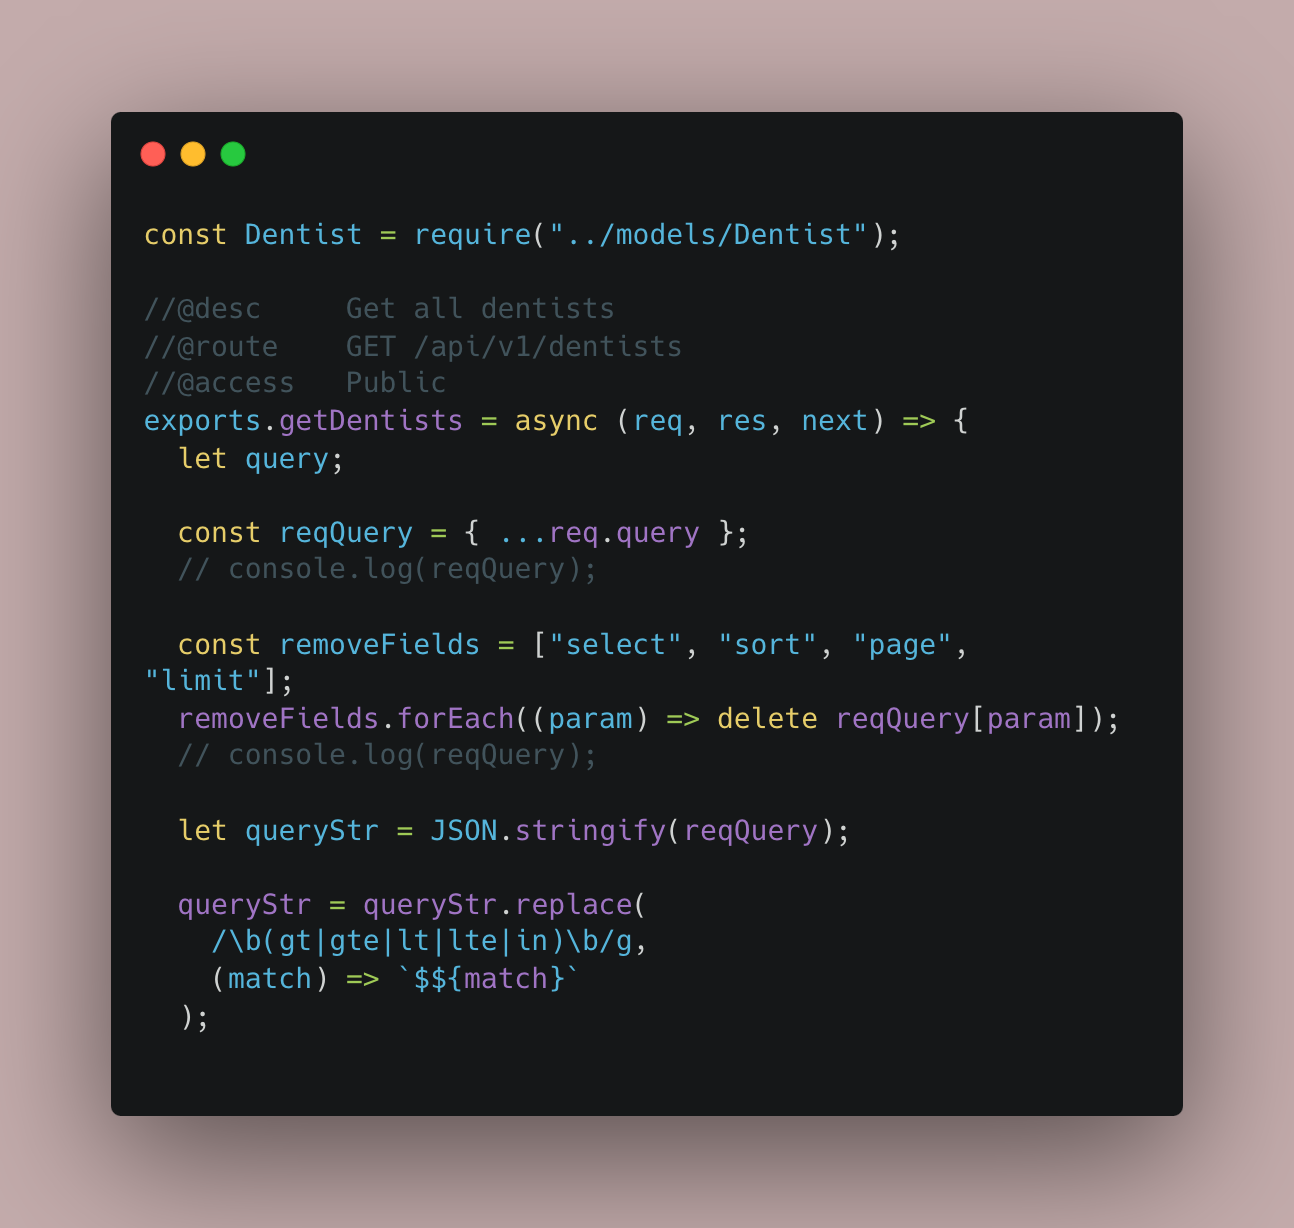 const Dentist = require("../models/Dentist");

//@desc     Get all dentists
//@route    GET /api/v1/dentists
//@access   Public
exports.getDentists = async (req, res, next) => {
  let query;

  const reqQuery = { ...req.query };
  // console.log(reqQuery);

  const removeFields = ["select", "sort", "page",
"limit"];
  removeFields.forEach((param) => delete reqQuery[param]);
  // console.log(reqQuery);

  let queryStr = JSON.stringify(reqQuery);

  queryStr = queryStr.replace(
    /\b(gt|gte|lt|lte|in)\b/g,
    (match) => `$${match}`
  );